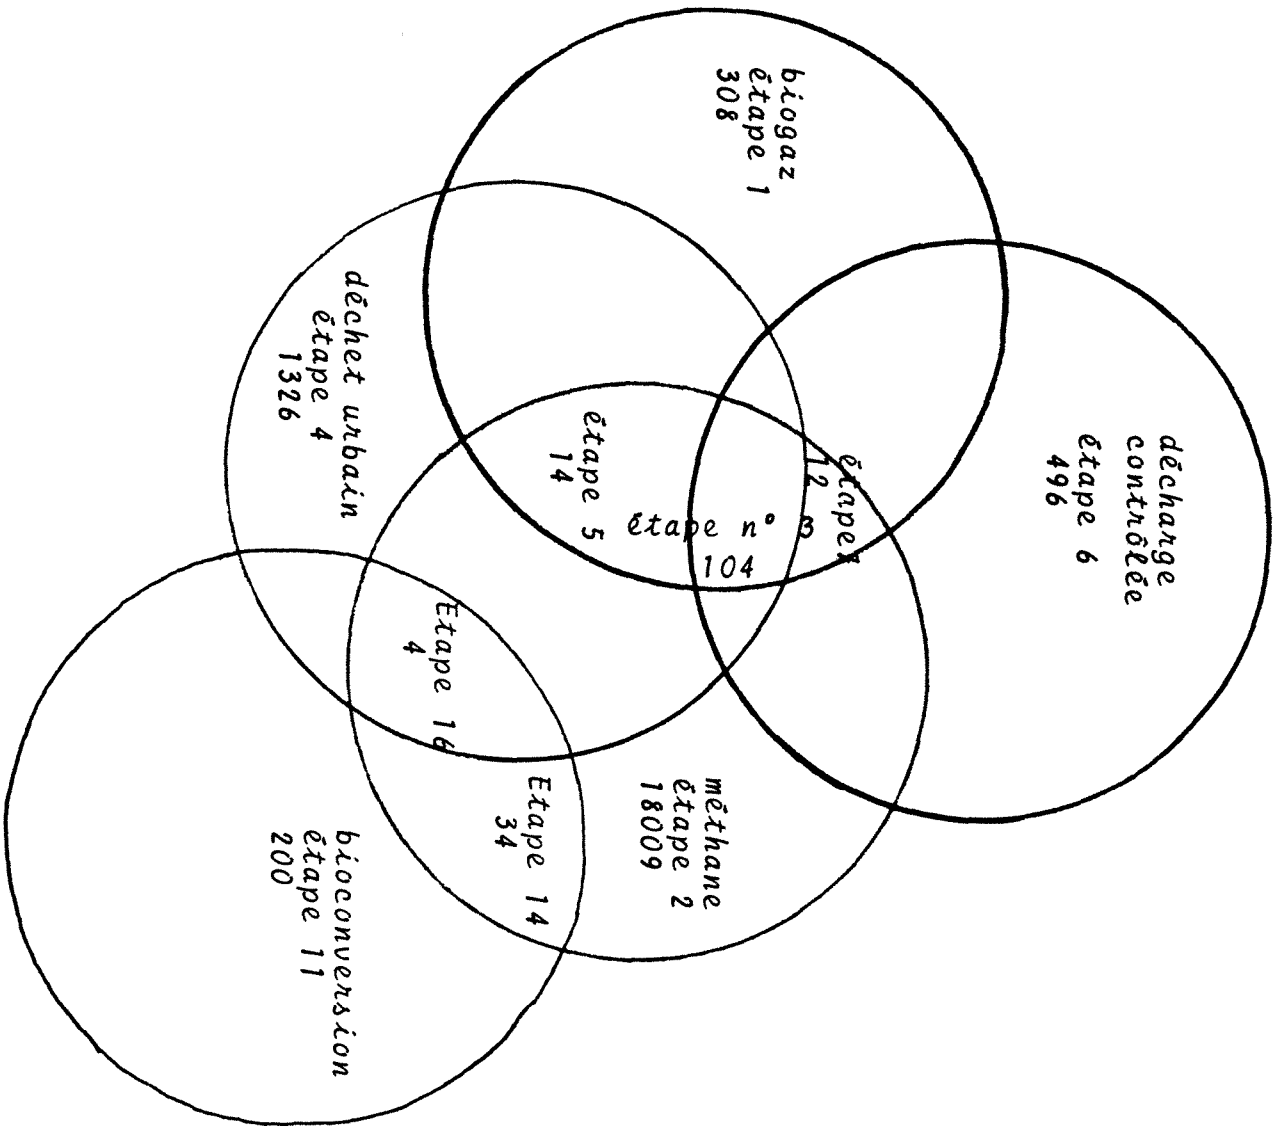 biogaz
étape 1
308
décharge
contrôlée
étape 6
496
déchet urbain
étape 4
1326
étape 5
14
étape7
12
étape n° 3
104
Etape 16
4
méthane
étape 2
18009
Etape 14
34
bioconversion
étape 11
200